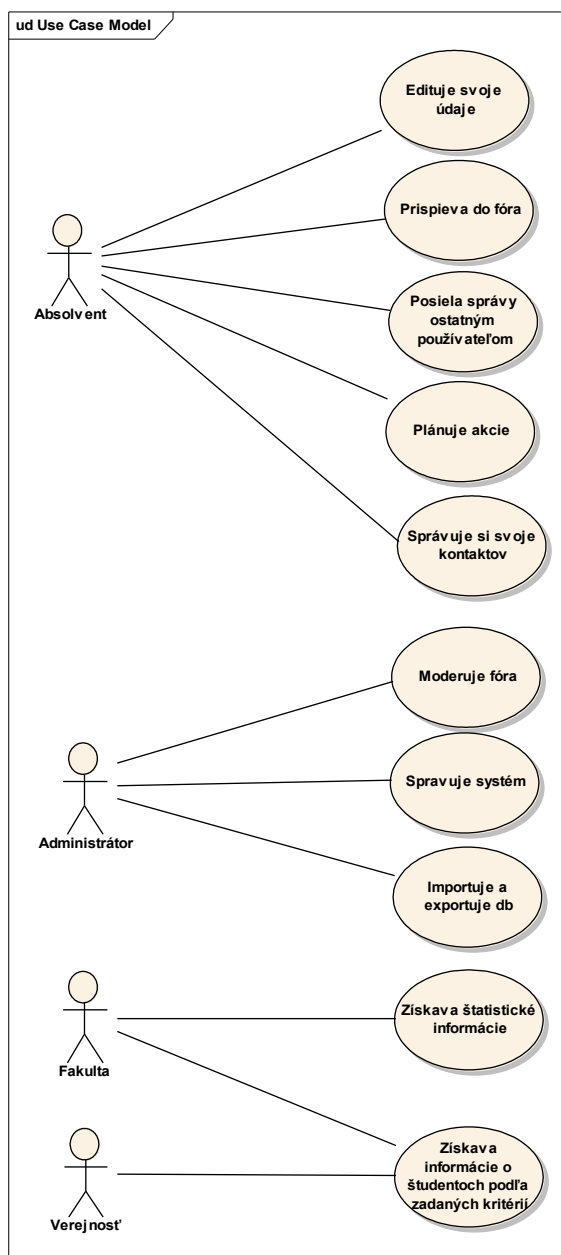 ud Use Case Model
Edituje svoje
údaje
Prispieva do fóra
Absolvent
Posiela správy
ostatným
používateľom
Plánuje akcie
Správuje si svoje
kontaktov
Moderuje fóra
Administrátor
Spravuje systém
Importuje a
exportuje db
Fakulta
Získava štatistické
informácie
Verejnosť
Získava
informácie o
študentoch podľa
zadaných kritérií